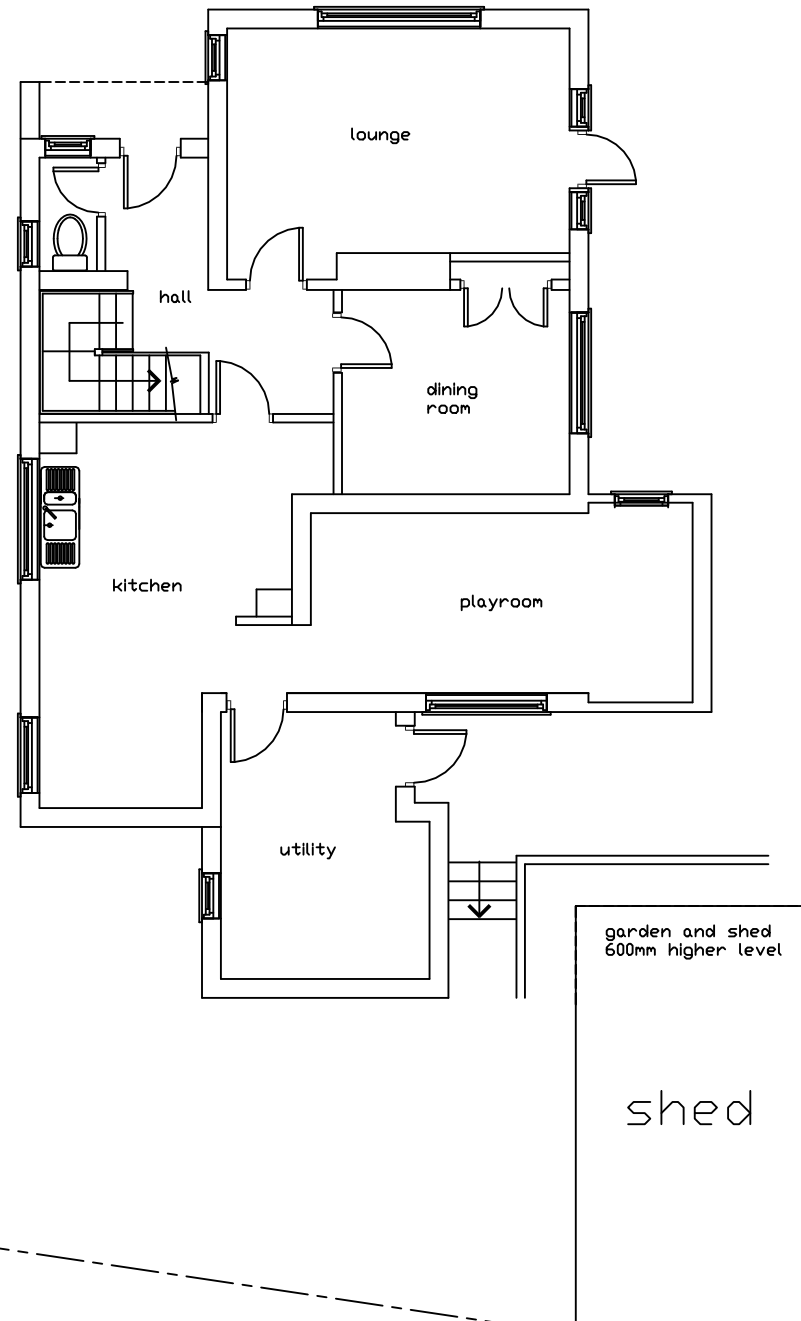 lounge
hall
dining
room
kitchen
playroom
utility
garden and shed
600mm higher level
shed